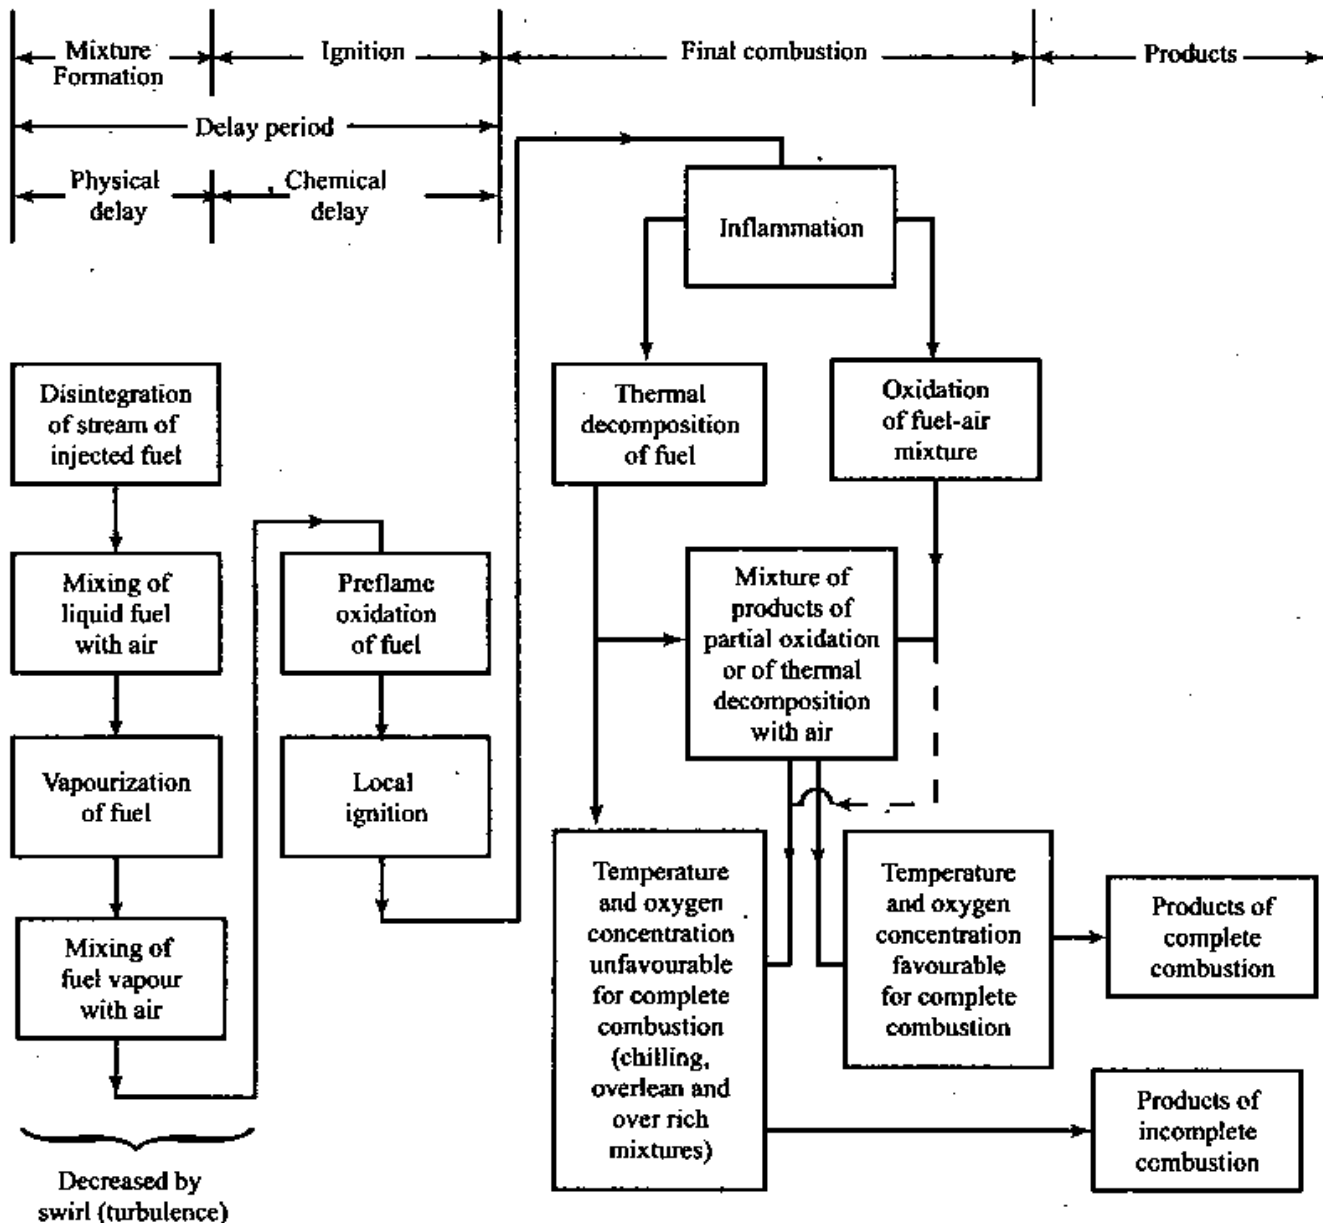 Mixture
Formation
Ignition
Final combustion
Products
Delay period
Physical
delay
Chemical
delay
Inflammation
Disintegration
of stream of
injected fuel
Thermal
decomposition
of fuel
Oxidation
of fuel-air
mixture
Mixing of
liquid fuel
with air
Preflame
oxidation
of fuel
Mixture of
products of
partial oxidation
or of thermal
decomposition
with air
Vapourization
of fuel
Local
ignition
Mixing of
fuel vapour
with air
Temperature
and oxygen
concentration
unfavourable
for complete
combustion
(chilling,
overlean and
over rich
mixtures)
Temperature
and oxygen
concentration
favourable
for complete
combustion
Products of
complete
combustion
Products of
incomplete
combustion
Decreased by
swirl (turbulence)